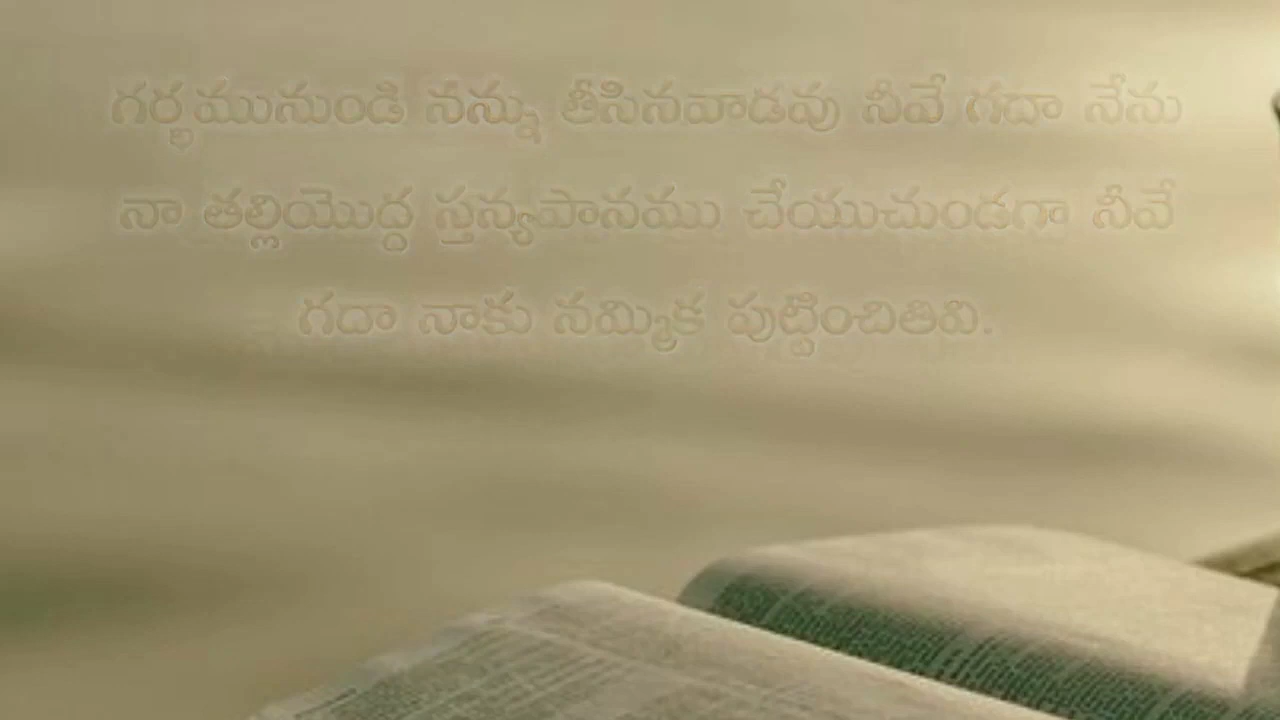 గర్భమునుండి నన్ను తీసినవాడవు నీవే గదా నేను
నా తల్లియొద్ద స్తన్యపానము చేయుచుండగా నీవే
గదా నాకు నమ్మిక పుట్టించితివి.